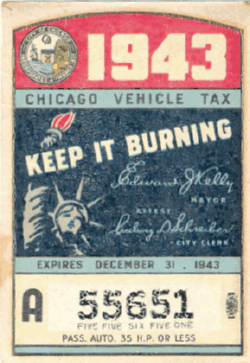 1943
CHICAGO VEHICLE TAX
KEEP IT BURNING
Edward J Kelly
MAYOR
ATTEST
Ludwig D Schreiber
CITY CLERK
EXPIRES DECEMBER 31, 1943
A 55651
FIVE FIVE SIX FIVE ONE
PASS. AUTO. 35 H.P. OR LESS